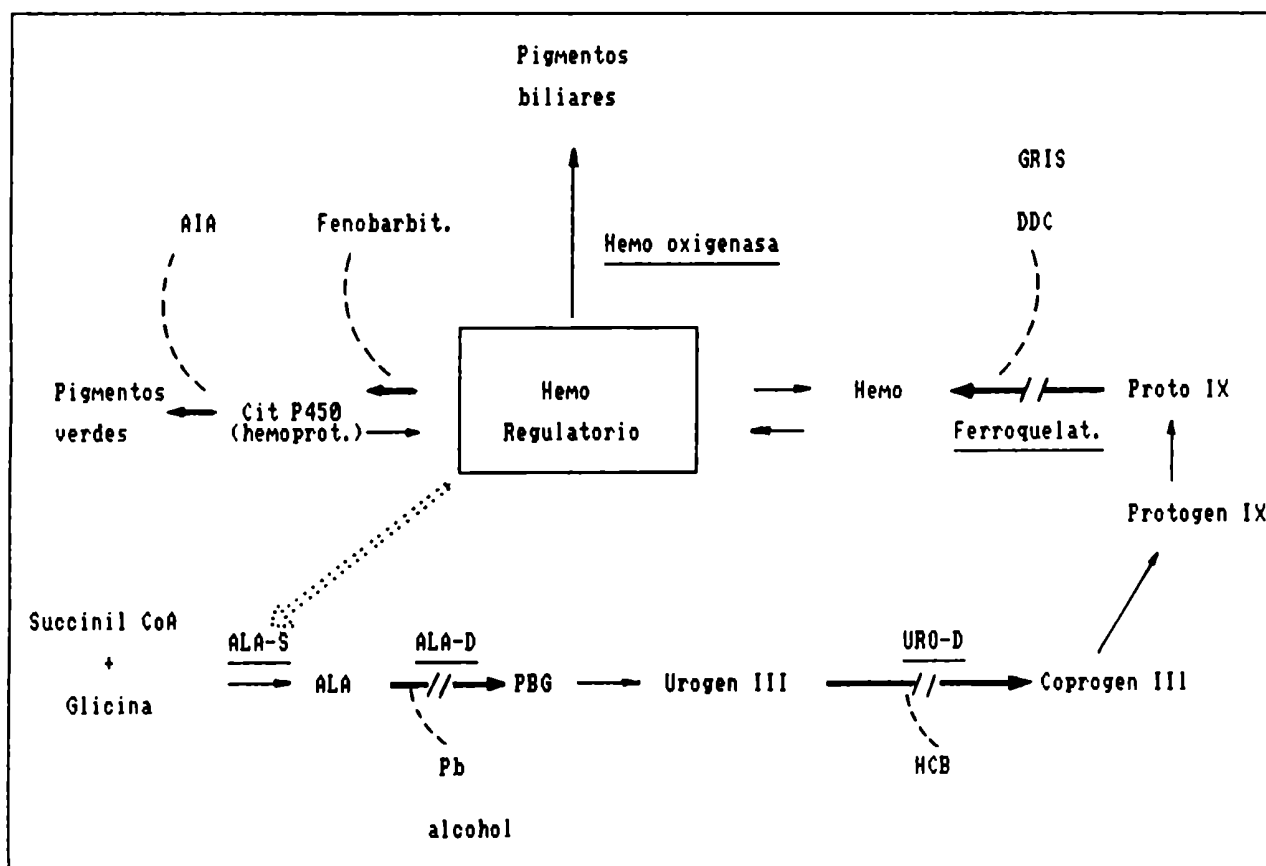 Pigmentos
biliares
GRIS
AIA
Fenobarbit.
DDC
Hemo oxigenasa
Pigmentos
verdes
Cit P450
(hemoprot.)
Hemo
Regulatorio
Hemo
Proto IX
Ferroquelat.
Protogen IX
Succinil CoA
+
Glicina
ALA-S
ALA
ALA-D
PBG
Urogen III
URO-D
Coprogen III
Pb
alcohol
HCB